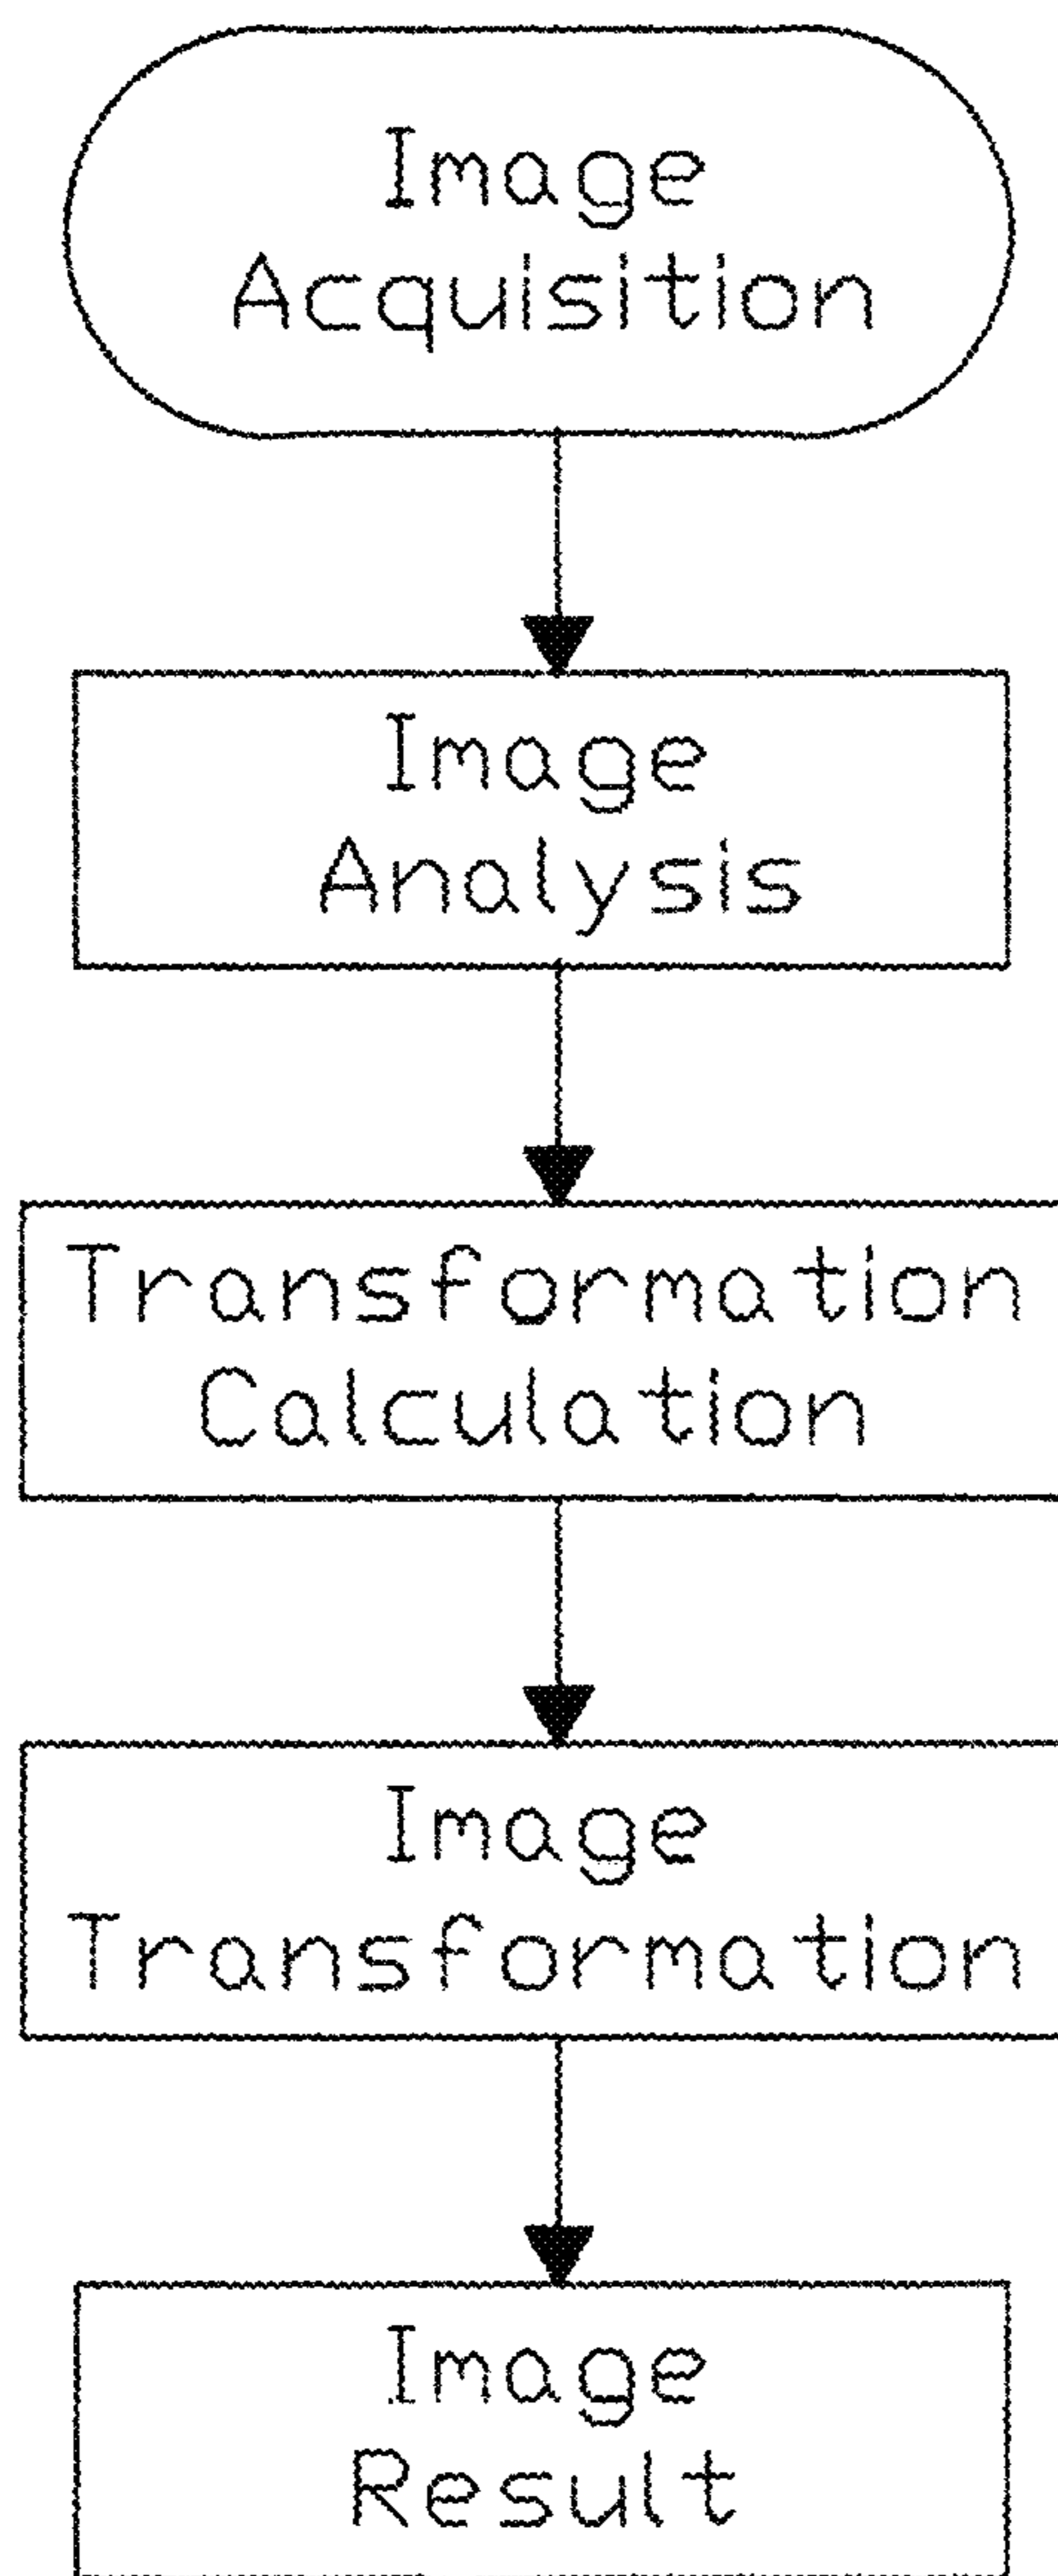 Image
Acquisition
Image
Analysis
Transformation
Calculation
Image
Transformation
Image
Result